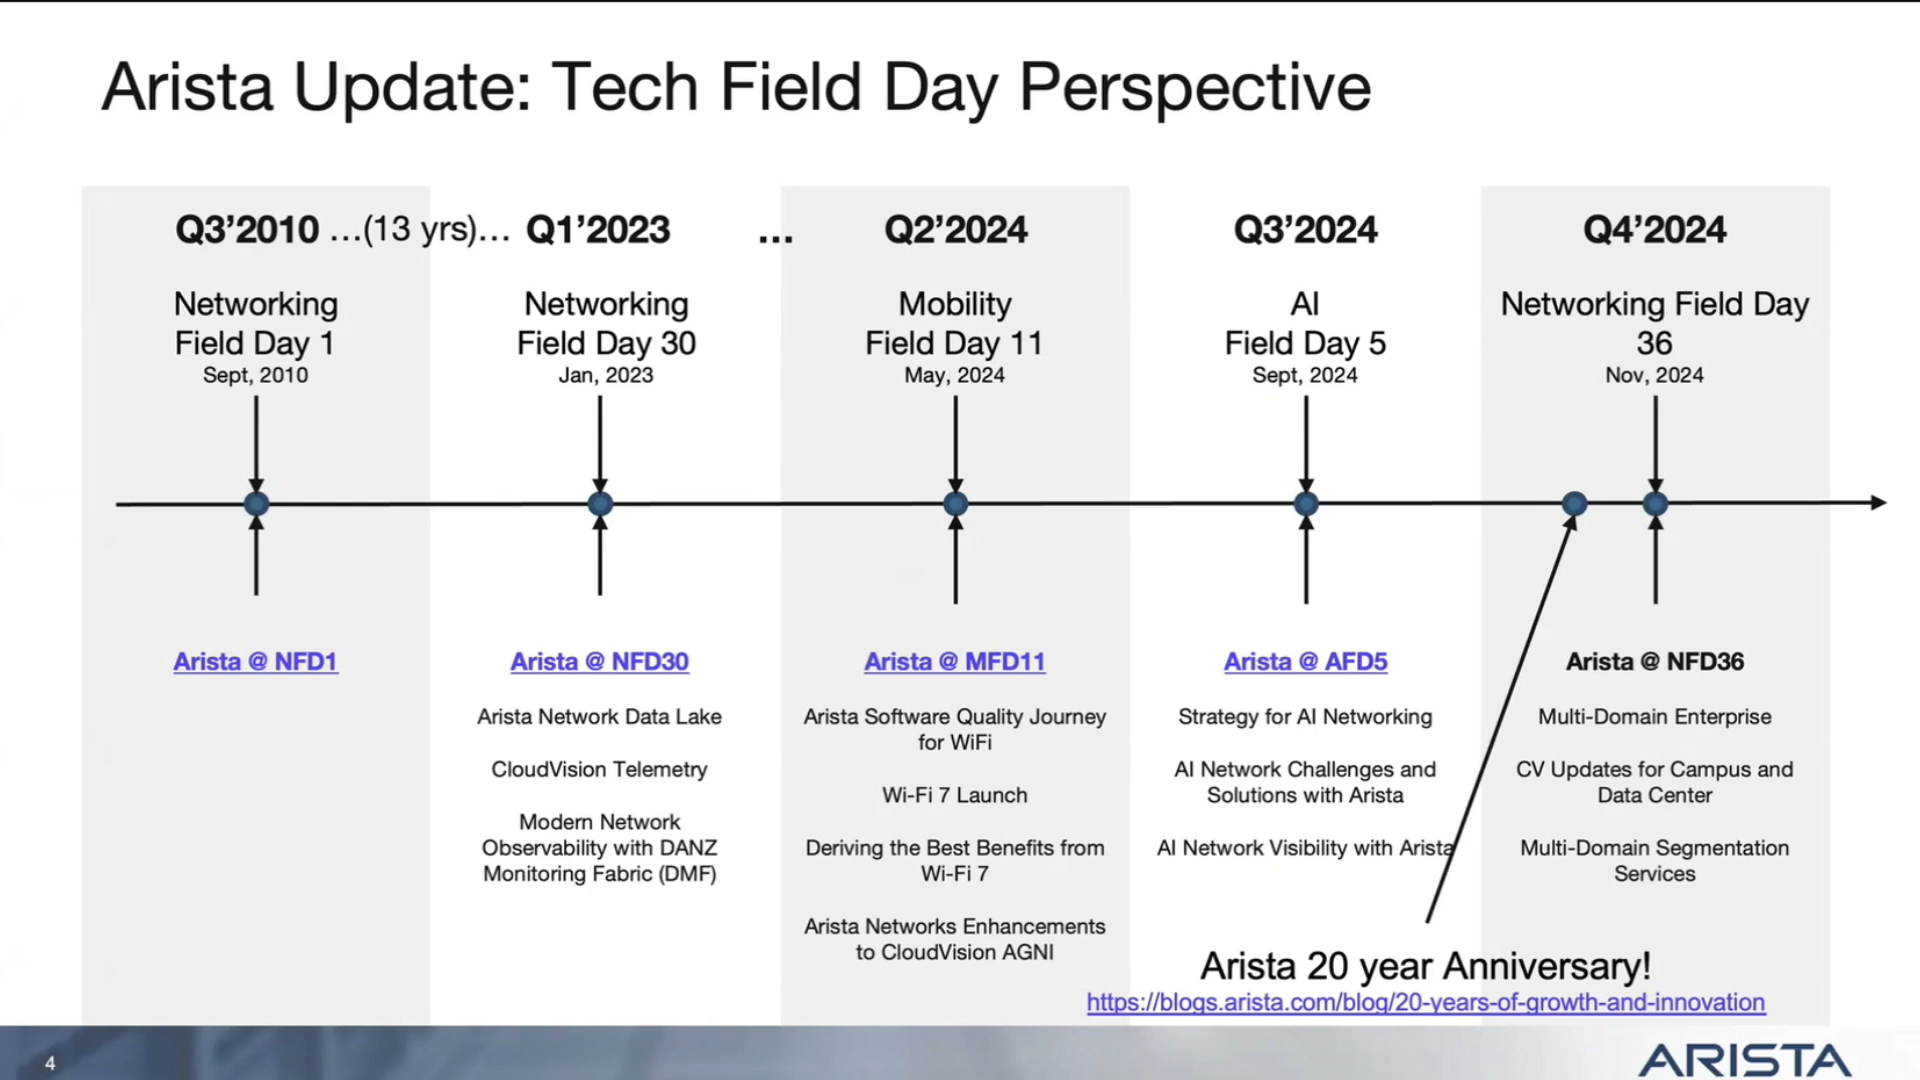 Arista Update: Tech Field Day Perspective
Q3’2010 …(13 yrs)… Q1’2023 ... Q2’2024 Q3’2024 Q4’2024
Networking
Field Day 1
Sept, 2010
Networking
Field Day 30
Jan, 2023
Mobility
Field Day 11
May, 2024
AI
Field Day 5
Sept, 2024
Networking Field Day
36
Nov, 2024
Arista @ NFD1
Arista @ NFD30
Arista Network Data Lake
CloudVision Telemetry
Modern Network
Observability with DANZ
Monitoring Fabric (DMF)
Arista @ MFD11
Arista Software Quality Journey
for WiFi
Wi-Fi 7 Launch
Deriving the Best Benefits from
Wi-Fi 7
Arista Networks Enhancements
to CloudVision AGNI
Arista @ AFD5
Strategy for AI Networking
AI Network Challenges and
Solutions with Arista
AI Network Visibility with Arista
Arista @ NFD36
Multi-Domain Enterprise
CV Updates for Campus and
Data Center
Multi-Domain Segmentation
Services
Arista 20 year Anniversary!
https://blogs.arista.com/blog/20-years-of-growth-and-innovation
4
ARISTA